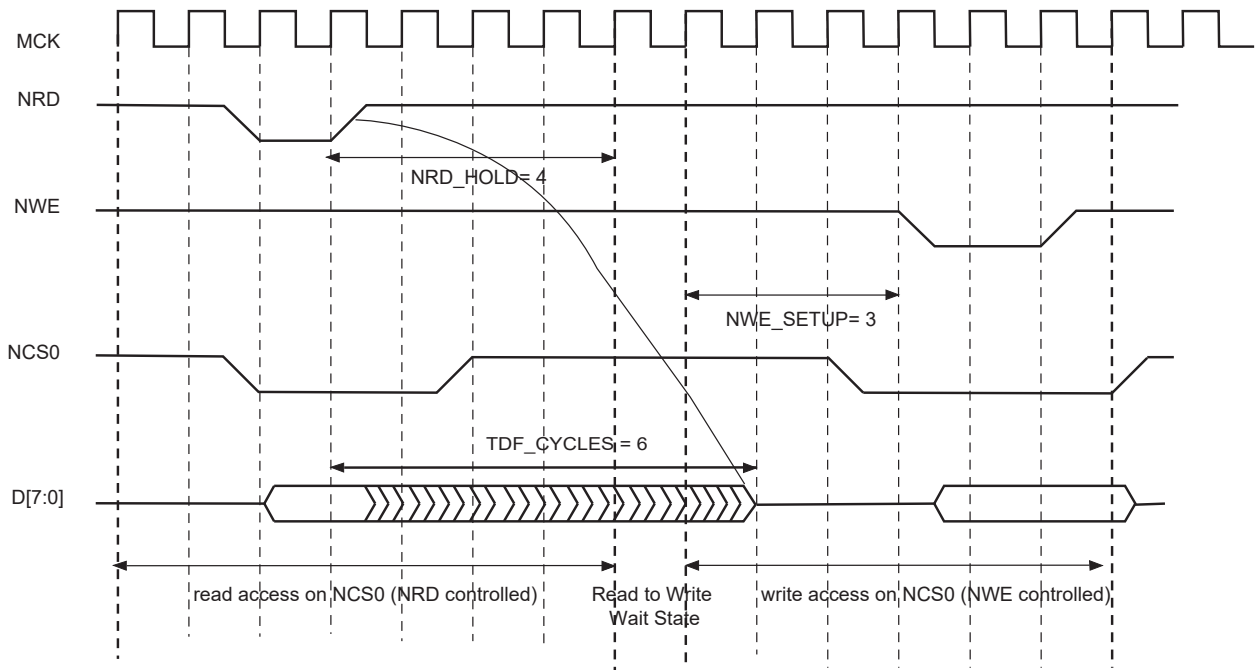 MCK
NRD
NRD_HOLD= 4
NWE
NWE_SETUP= 3
NCS0
TDF_CYCLES = 6
D[7:0]
read access on NCS0 (NRD controlled)
Read to Write
Wait State
write access on NCS0 (NWE controlled)